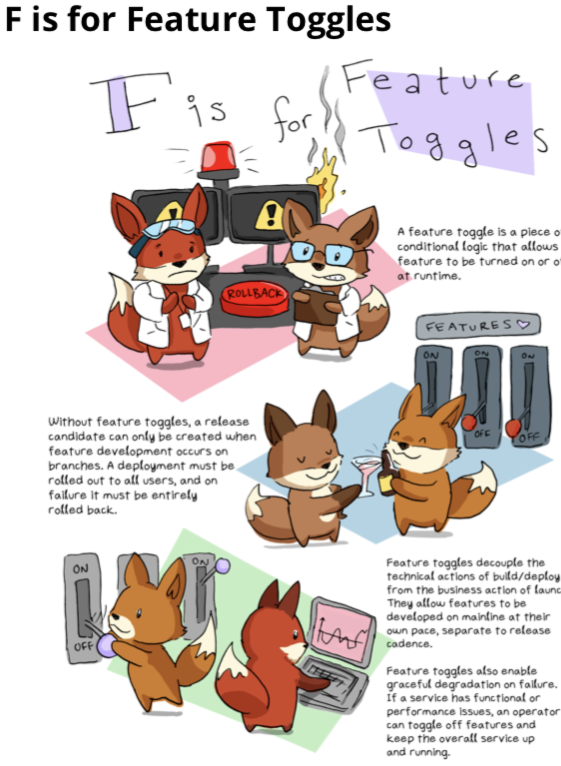 F is for Feature Toggles
F is for Feature
Toggles
A feature toggle is a piece
conditional logic that allows
feature to be turned on or
at runtime.
ROLLBACK
FEATURES
ON
ON
ON
OFF
OFF
Without feature toggles, a release
candidate can only be created when
feature development occurs on
branches. A deployment must be
rolled out to all users, and on
failure it must be entirely
rolled back.
ON
ON
OFF
Feature toggles decouple the
technical actions of build/deploy
from the business action of
They allow features to be
developed on mainline at their
own pace, separate to release
cadence.
Feature toggles also enable
graceful degradation on failure.
If a service has functional or
performance issues, an operator
can toggle off features and
keep the overall service up
and running.